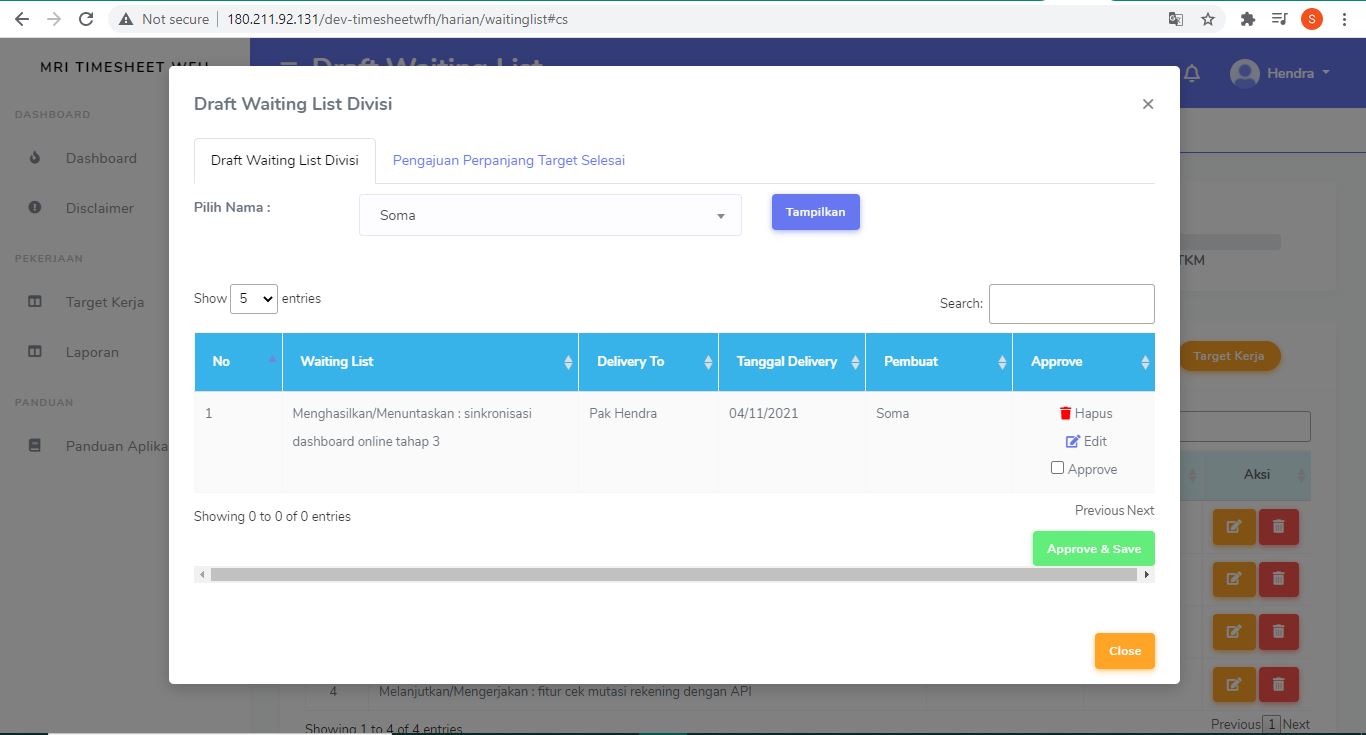 Not secure
180.211.92.131/dev-timesheetwfh/harian/waitinglist#cs
S
MRI TIMESHEET WFH
Draft Waiting List
Hendra
DASHBOARD
Dashboard
Disclaimer
PEKERJAAN
Target Kerja
Laporan
PANDUAN
Panduan Aplika
Draft Waiting List Divisi
×
Draft Waiting List Divisi
Pengajuan Perpanjang Target Selesai
Pilih Nama :
Soma
Tampilkan
TKM
Show 5 entries
Search:
Target Kerja
No
Waiting List
Delivery To
Tanggal Delivery
Pembuat
Approve
1
Menghasilkan/Menuntaskan : sinkronisasi
dashboard online tahap 3
Pak Hendra
04/11/2021
Soma
Hapus
Edit
Approve
Aksi
Showing 0 to 0 of 0 entries
Previous Next
Approve & Save
Close
4
Melanjutkan/Mengerjakan : fitur cek mutasi rekening dengan API
Showing 1 to 4 of 4 entries
Previous 1 Next